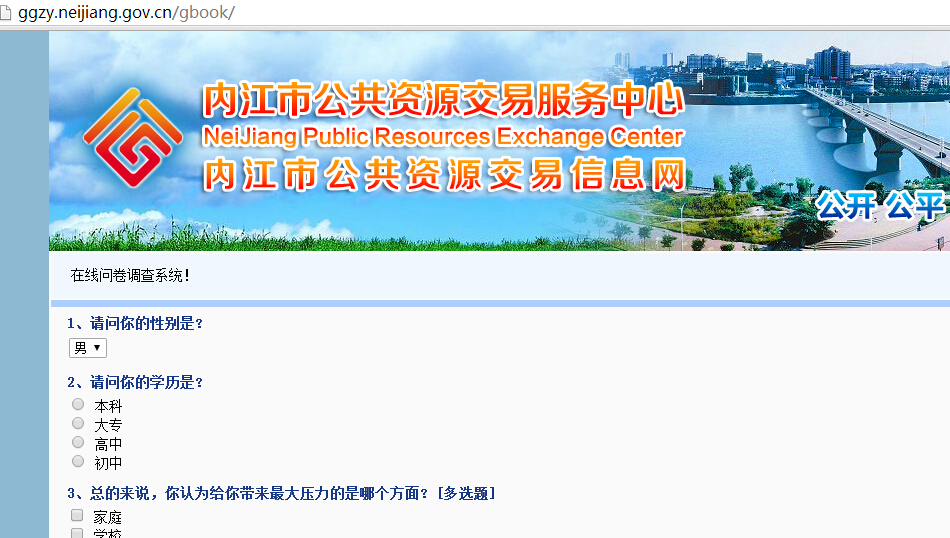 ggzy.neijiang.gov.cn/gbook/
内江市公共资源交易服务中心
NeiJiang Public Resources Exchange Center
内江市公共资源交易信息网
公开 公平
在线问卷调查系统!
1、请问你的性别是?
男
2、请问你的学历是?
本科
大专
高中
初中
3、总的来说，你认为给你带来最大压力的是哪个方面? [多选题]
家庭
学校